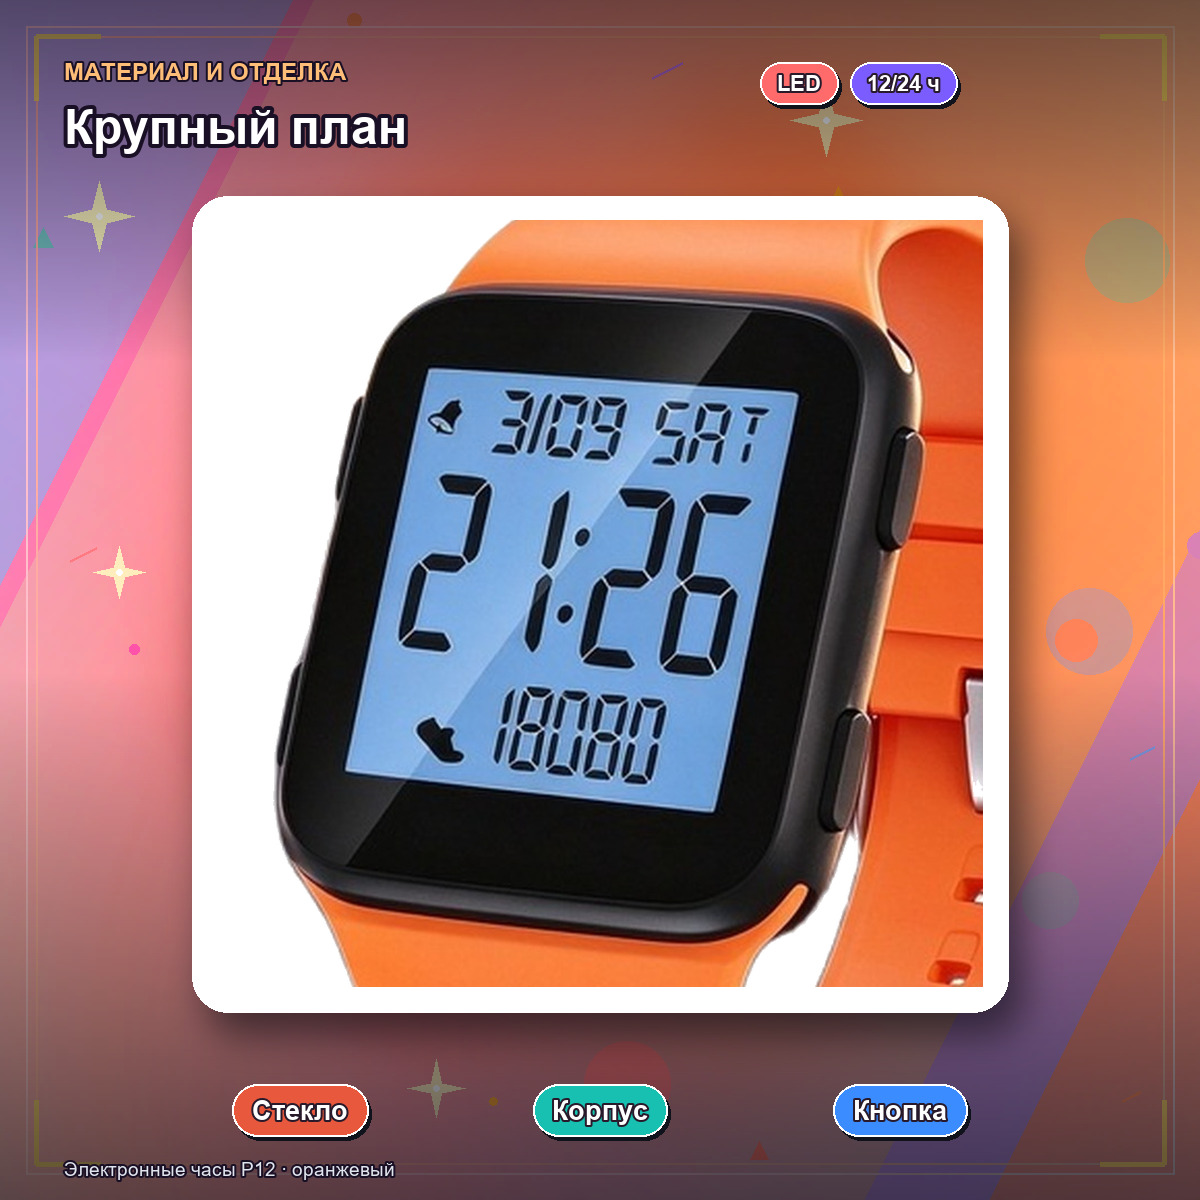 МАТЕРИАЛ И ОТДЕЛКА
Крупный план
LED
12/24 ч
3/09 SAT
21:26
18080
Стекло
Корпус
Кнопка
Электронные часы P12 · оранжевый